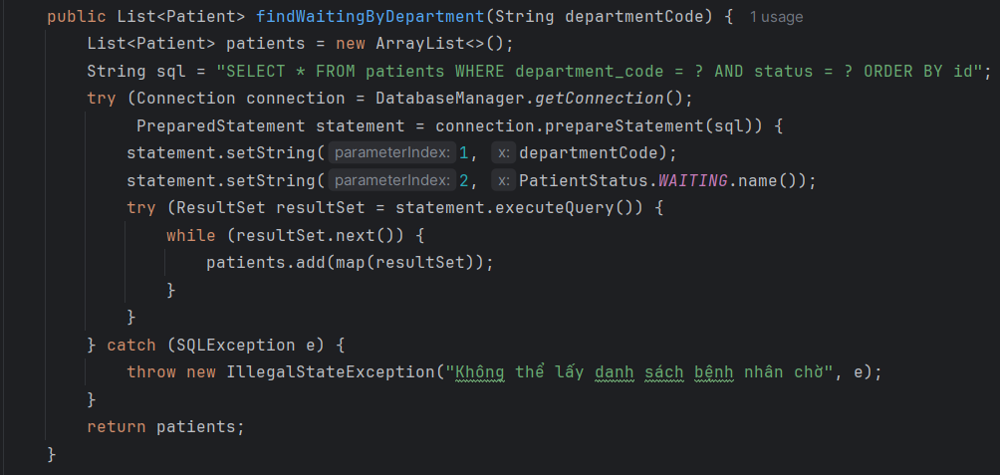 public List<Patient> findWaitingByDepartment(String departmentCode) { 1 usage
List<Patient> patients = new ArrayList<>();
String sql = "SELECT * FROM patients WHERE department_code = ? AND status = ? ORDER BY id";
try (Connection connection = DatabaseManager.getConnection();
PreparedStatement statement = connection.prepareStatement(sql)) {
statement.setString( parameterIndex: 1, x: departmentCode);
statement.setString( parameterIndex: 2, x: PatientStatus.WAITING.name());
try (ResultSet resultSet = statement.executeQuery()) {
while (resultSet.next()) {
patients.add(map(resultSet));
}
}
} catch (SQLException e) {
throw new IllegalStateException("Không thể lấy danh sách bệnh nhân chờ", e);
}
return patients;
}